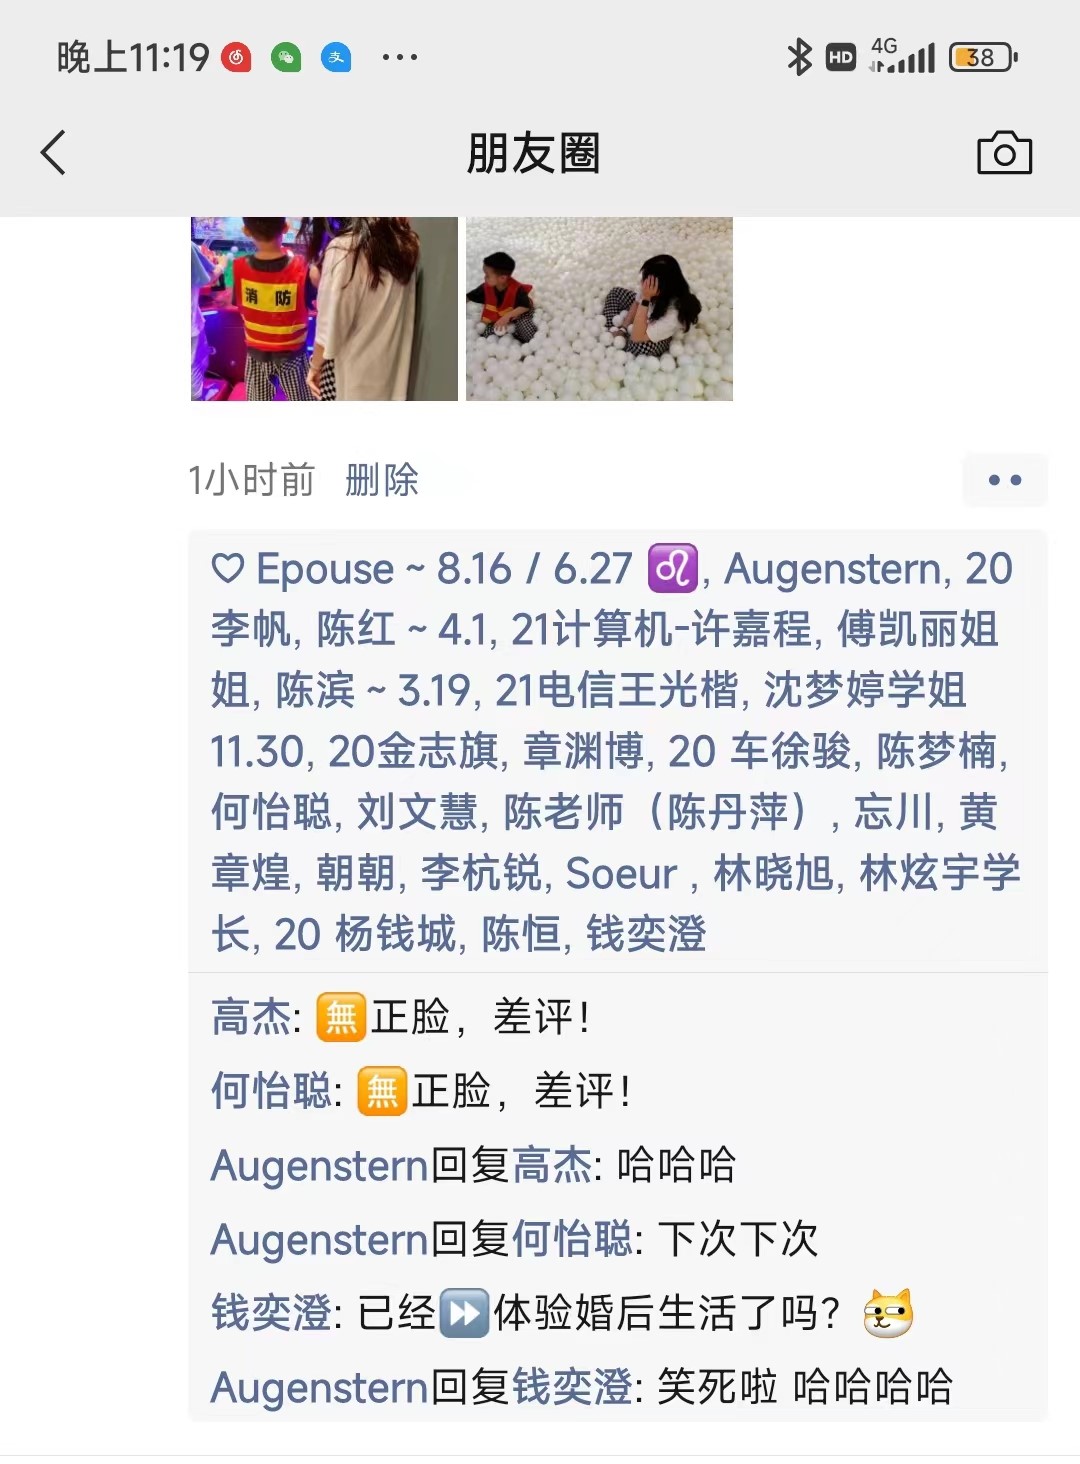 晚上11:19
HD 4G 38
朋友圈
消 防
1小时前 删除
♡ Epouse ~ 8.16 / 6.27 ♌, Augenstern, 20
李帆, 陈红 ~ 4.1, 21计算机-许嘉程, 傅凯丽姐
姐, 陈滨 ~ 3.19, 21电信王光楷, 沈梦婷学姐
11.30, 20金志旗, 章渊博, 20 车徐骏, 陈梦楠,
何怡聪, 刘文慧, 陈老师（陈丹萍）, 忘川, 黄
章煌, 朝朝, 李杭锐, Soeur , 林晓旭, 林炫宇学
长, 20 杨钱城, 陈恒, 钱奕澄
高杰: 無正脸，差评！
何怡聪: 無正脸，差评！
Augenstern回复高杰: 哈哈哈
Augenstern回复何怡聪: 下次下次
钱奕澄: 已经⏩体验婚后生活了吗？
Augenstern回复钱奕澄: 笑死啦 哈哈哈哈